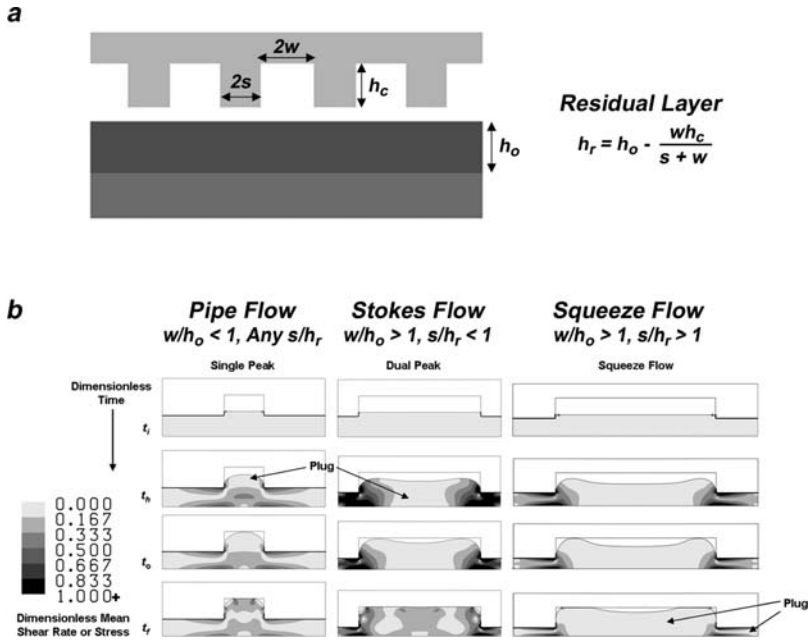 a
2w
2s
h_c
h_o
Residual Layer
h_r = h_o - wh_c / s + w
b
Pipe Flow
w/h_o < 1, Any s/h_r
Stokes Flow
w/h_o > 1, s/h_r < 1
Squeeze Flow
w/h_o > 1, s/h_r > 1
Single Peak
Dual Peak
Squeeze Flow
Dimensionless
Time
t_i
Plug
t_h
t_o
t_f
Plug
0.000
0.167
0.333
0.500
0.667
0.833
1.000+
Dimensionless Mean
Shear Rate or Stress